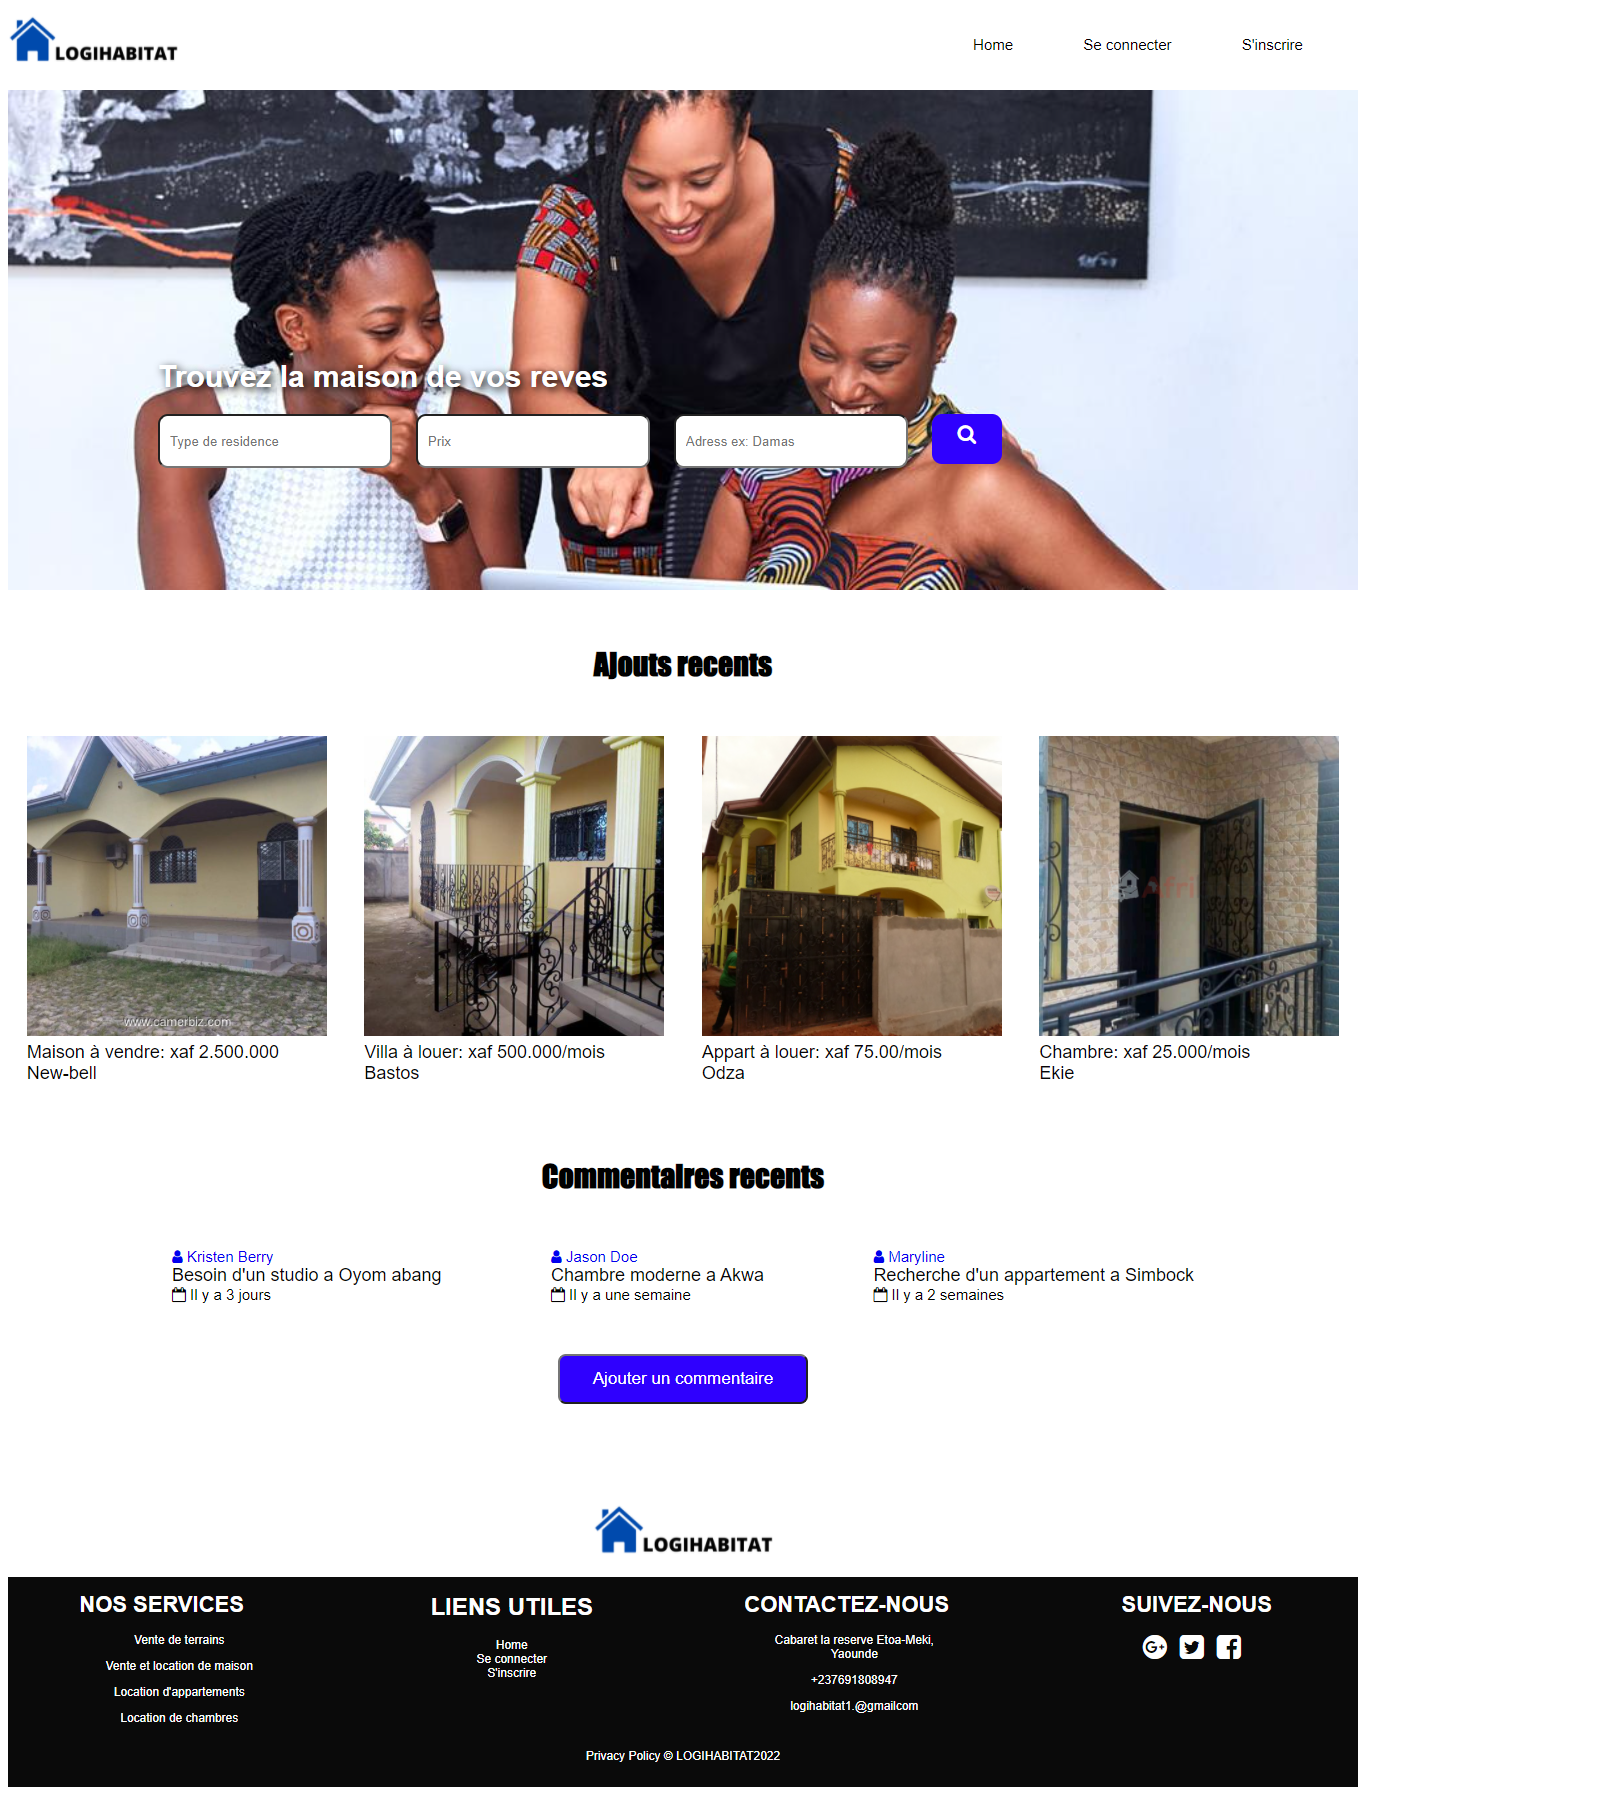 LOGIHABITAT
Home
Se connecter
S'inscrire
Trouvez la maison de vos reves
Type de residence
Prix
Adress ex: Damas
Ajouts recents
www.camerbiz.com
Afri
Maison à vendre: xaf 2.500.000
New-bell
Villa à louer: xaf 500.000/mois
Bastos
Appart à louer: xaf 75.00/mois
Odza
Chambre: xaf 25.000/mois
Ekie
Commentaires recents
Kristen Berry
Besoin d'un studio a Oyom abang
Il y a 3 jours
Jason Doe
Chambre moderne a Akwa
Il y a une semaine
Maryline
Recherche d'un appartement a Simbock
Il y a 2 semaines
Ajouter un commentaire
LOGIHABITAT
NOS SERVICES
Vente de terrains
Vente et location de maison
Location d'appartements
Location de chambres
LIENS UTILES
Home
Se connecter
S'inscrire
CONTACTEZ-NOUS
Cabaret la reserve Etoa-Meki,
Yaounde
+237691808947
logihabitat1.@gmailcom
SUIVEZ-NOUS
Privacy Policy © LOGIHABITAT2022